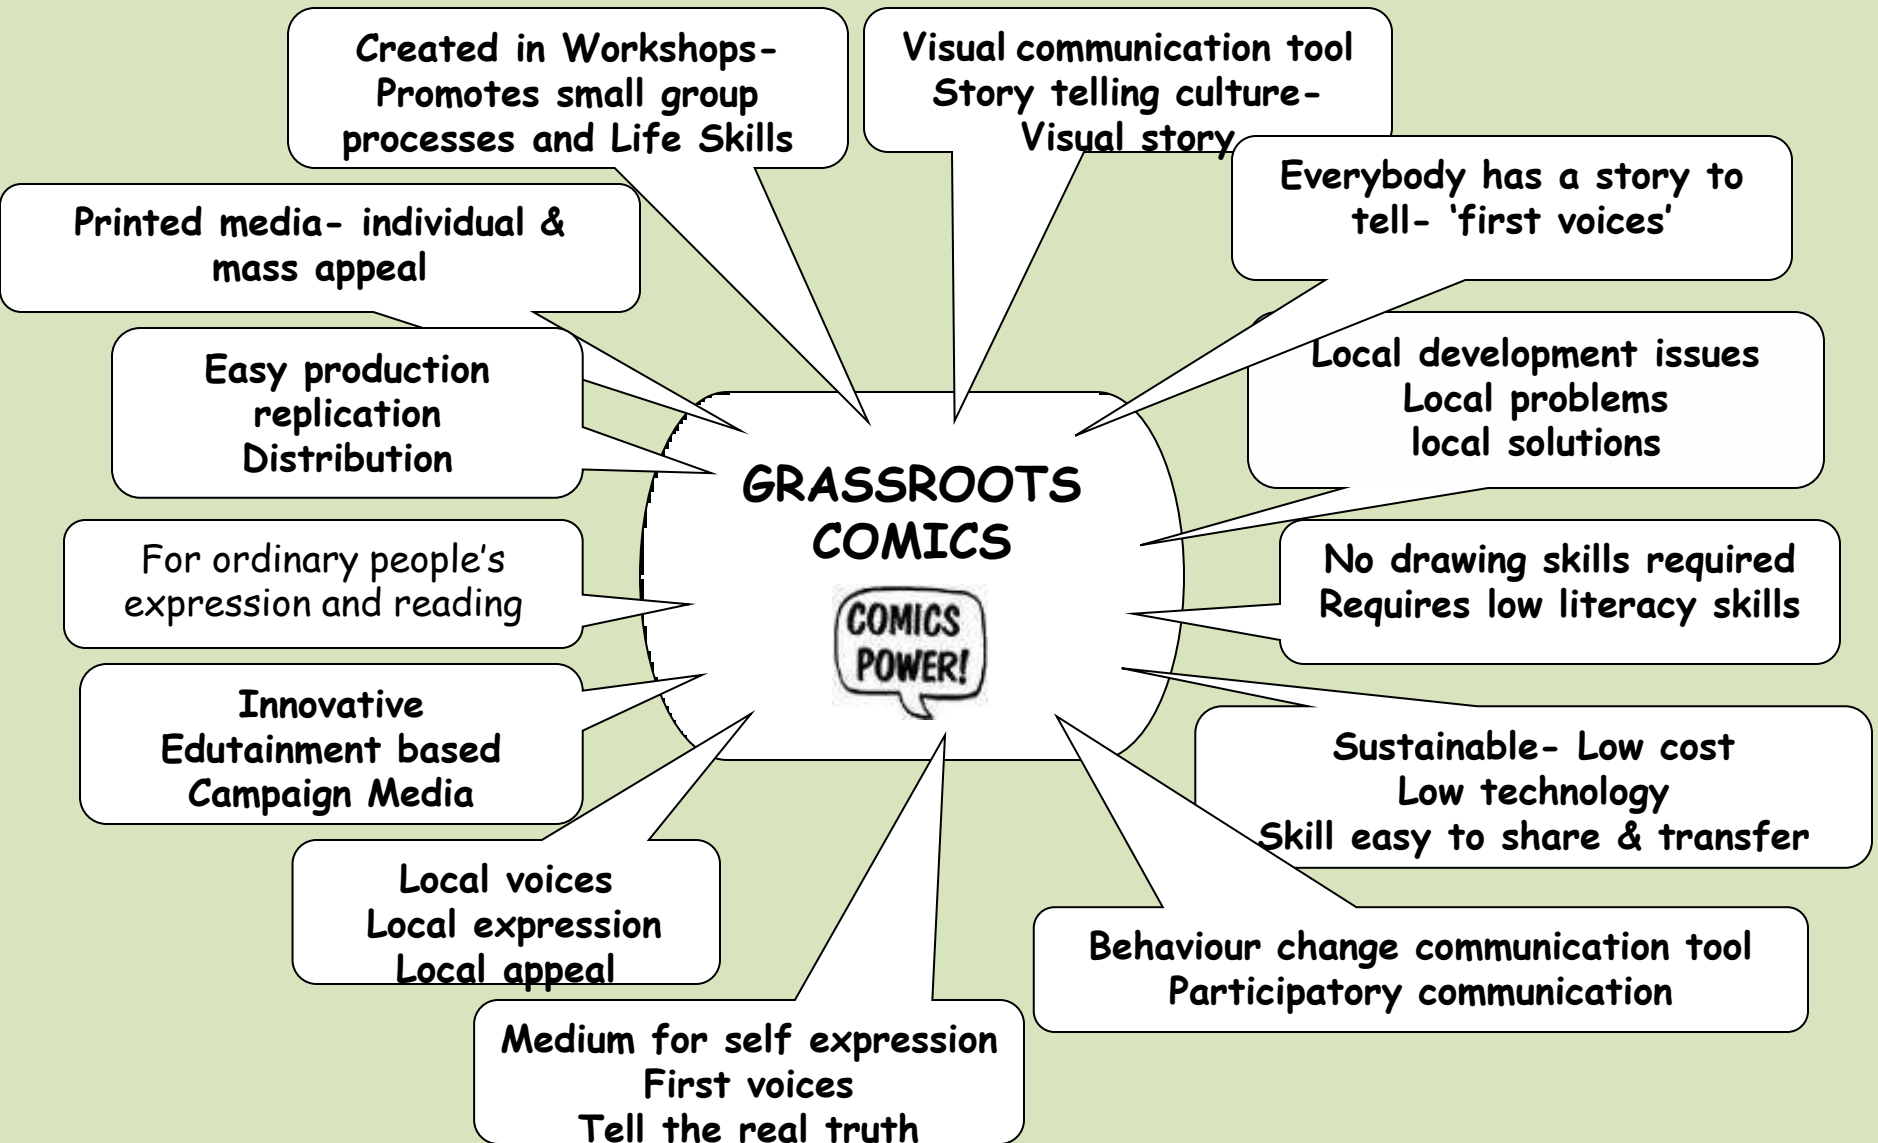 Created in Workshops-
Promotes small group
processes and Life Skills
Visual communication tool
Story telling culture-
Visual story
Everybody has a story to
tell- ‘first voices’
Printed media- individual &
mass appeal
Easy production
replication
Distribution
Local development issues
Local problems
local solutions
GRASSROOTS
COMICS
COMICS
POWER!
For ordinary people’s
expression and reading
No drawing skills required
Requires low literacy skills
Innovative
Edutainment based
Campaign Media
Sustainable- Low cost
Low technology
Skill easy to share & transfer
Local voices
Local expression
Local appeal
Behaviour change communication tool
Participatory communication
Medium for self expression
First voices
Tell the real truth